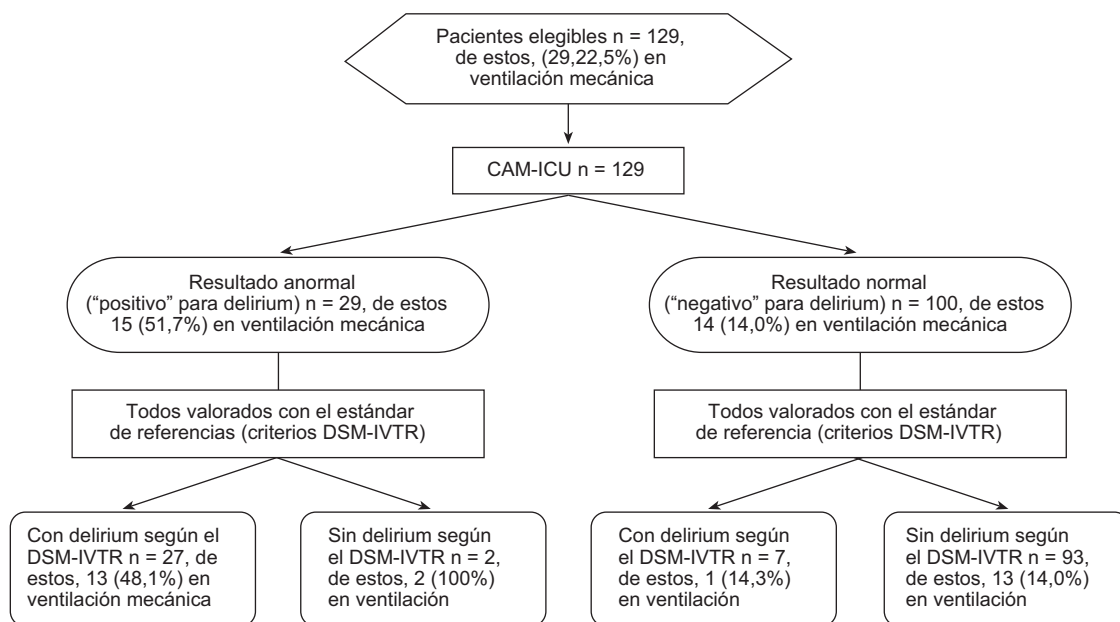 Pacientes elegibles n = 129,
de estos, (29,22,5%) en
ventilación mecánica
CAM-ICU n = 129
Resultado anormal
(“positivo” para delirium) n = 29, de estos
15 (51,7%) en ventilación mecánica
Resultado normal
(“negativo” para delirium) n = 100, de estos
14 (14,0%) en ventilación mecánica
Todos valorados con el estándar
de referencias (criterios DSM-IVTR)
Todos valorados con el estándar
de referencia (criterios DSM-IVTR)
Con delirium según el
DSM-IVTR n = 27, de
estos, 13 (48,1%) en
ventilación mecánica
Sin delirium según
el DSM-IVTR n = 2,
de estos, 2 (100%)
en ventilación
Con delirium según
el DSM-IVTR n = 7,
de estos, 1 (14,3%)
en ventilación
Sin delirium según
el DSM-IVTR n = 93,
de estos, 13 (14,0%)
en ventilación